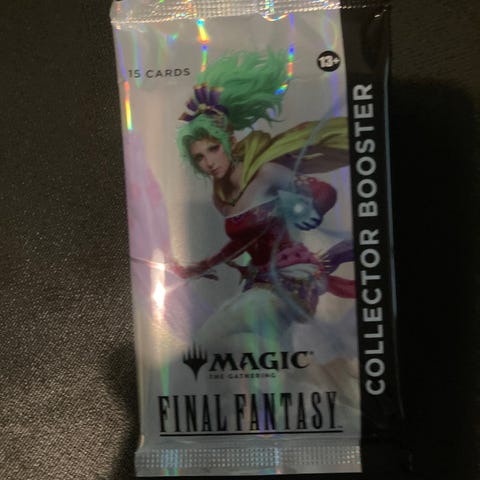 15 CARDS
13+
COLLECTOR BOOSTER
MAGIC
THE GATHERING
FINAL FANTASY